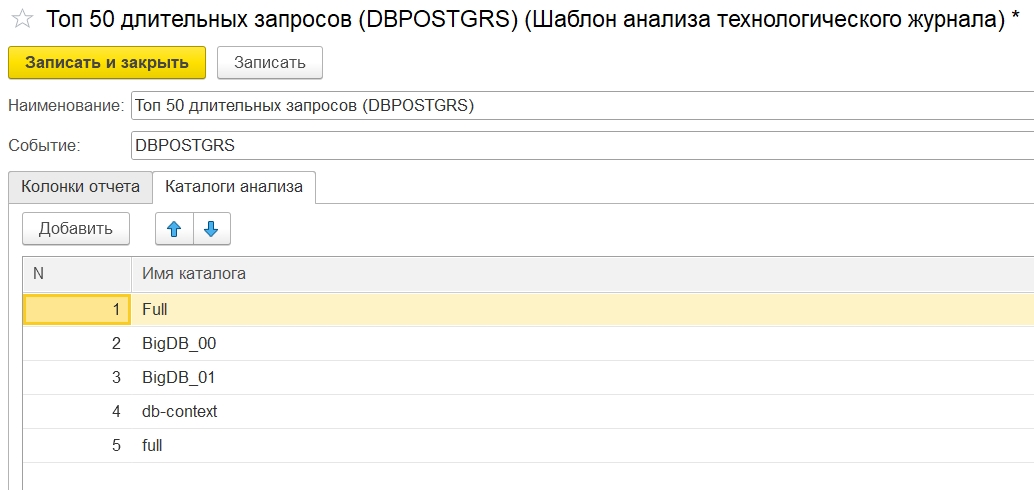 Топ 50 длительных запросов (DBPOSTGRS) (Шаблон анализа технологического журнала) *
Записать и закрыть Записать
Наименование: Топ 50 длительных запросов (DBPOSTGRS)
Событие: DBPOSTGRS
Колонки отчета Каталоги анализа
Добавить
N Имя каталога
1 Full
2 BigDB_00
3 BigDB_01
4 db-context
5 full